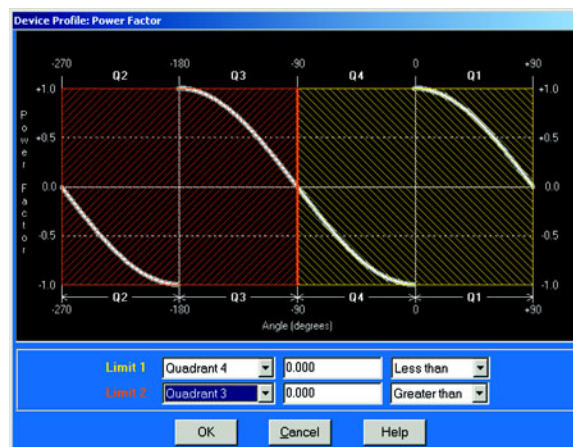 Device Profile: Power Factor
-270 -180 -90 0 +90
Q2 Q3 Q4 Q1
+1.0 +1.0
+0.5 +0.5
0.0 0.0
-0.5 -0.5
-1.0 -1.0
Power Factor
Q2 Q3 Q4 Q1
-270 -180 -90 0 +90
Angle (degrees)
Limit 1 Quadrant 4 0.000 Less than
Limit 2 Quadrant 3 0.000 Greater than
OK Cancel Help